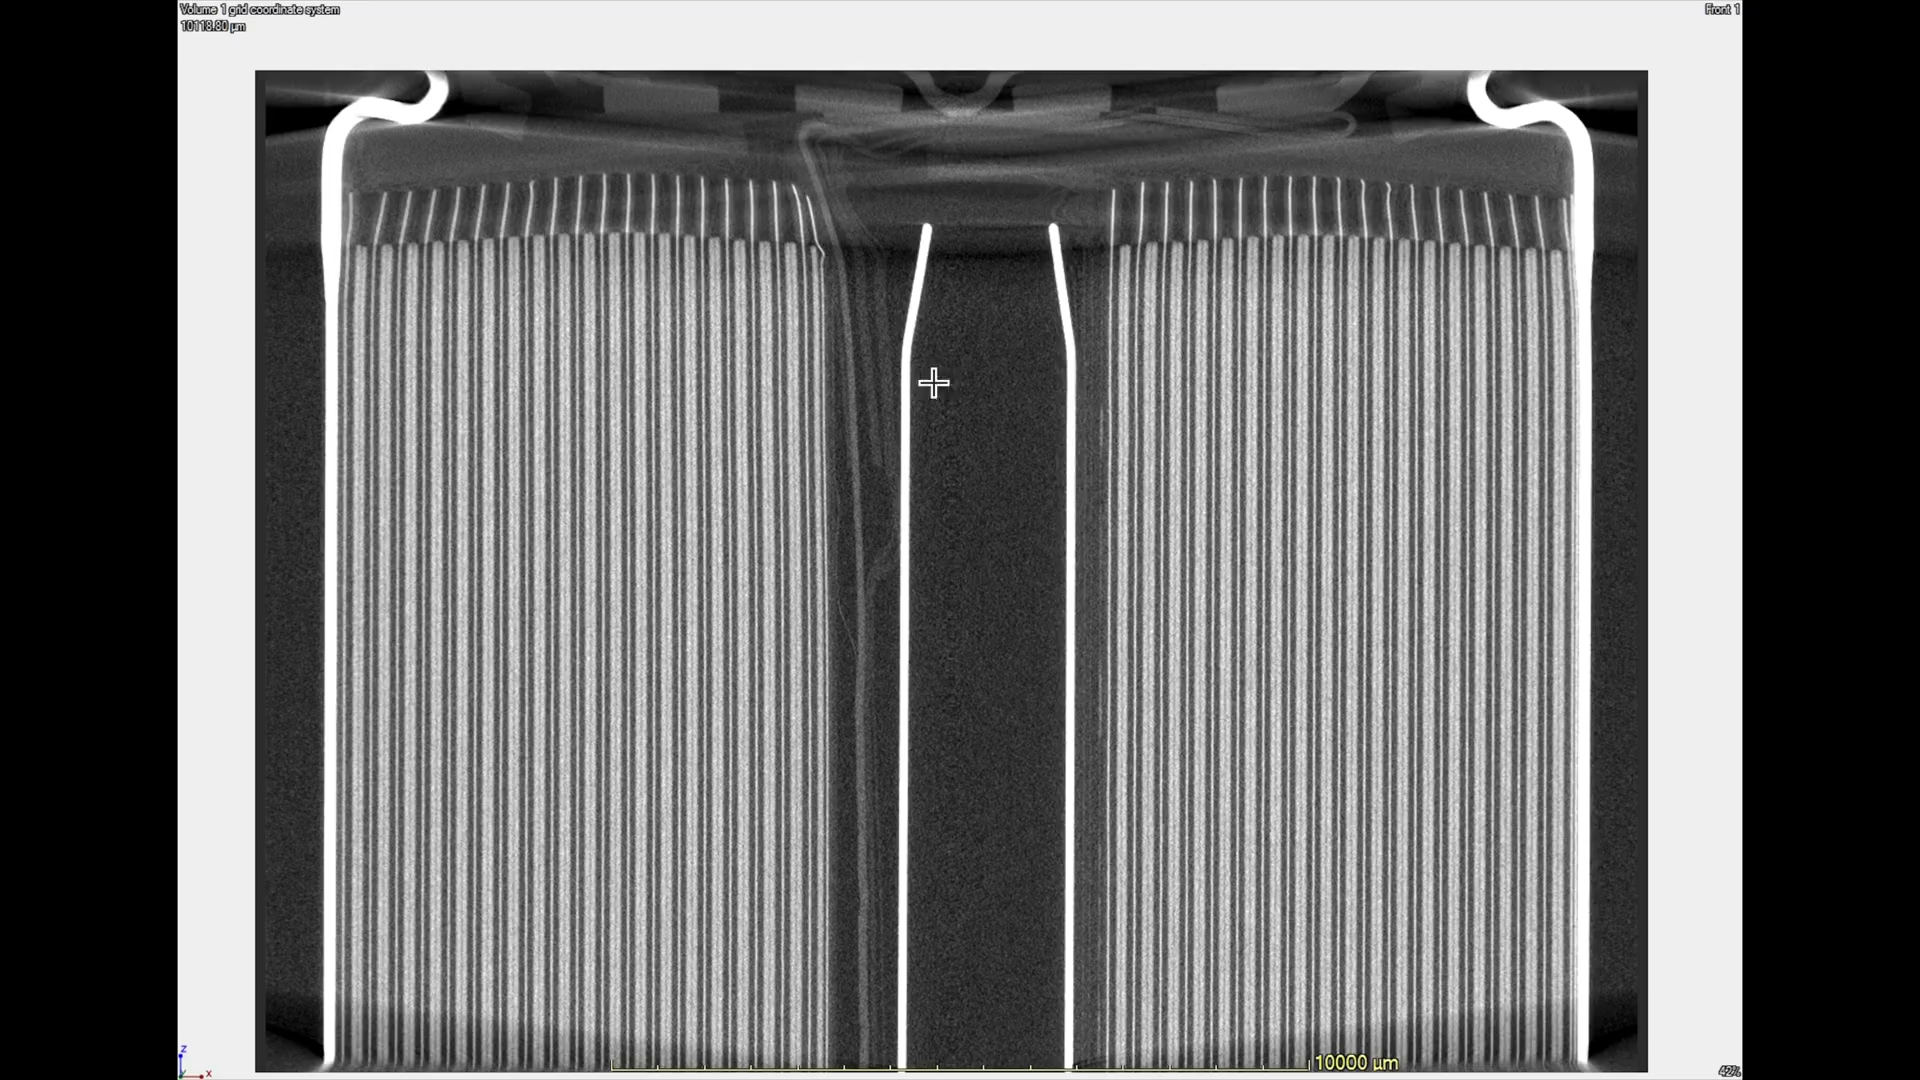 Volume 1 grid coordinate system
Front 1
10118.80 µm
10000 µm
z
x
42%